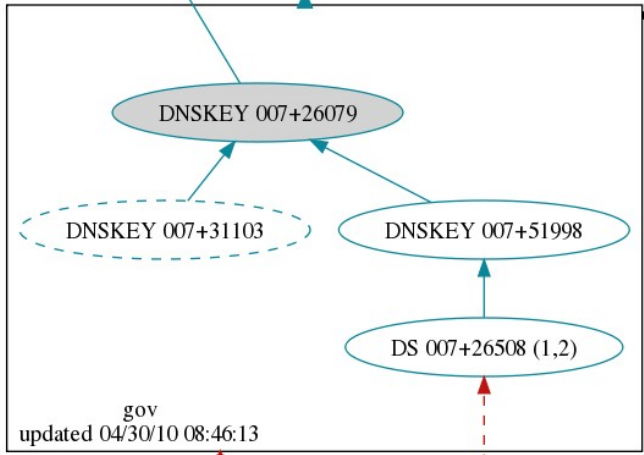 DNSKEY 007+26079
DNSKEY 007+31103
DNSKEY 007+51998
DS 007+26508 (1,2)
gov
updated 04/30/10 08:46:13